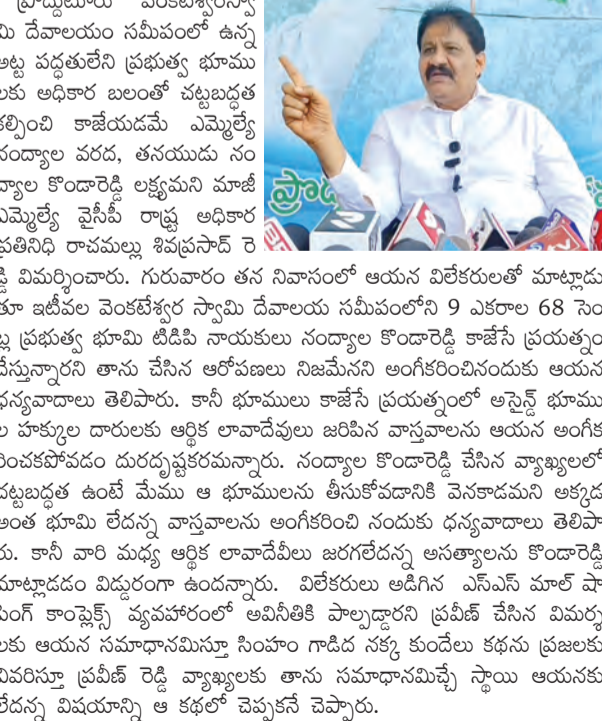 ప్రొద్దుటూరు వెంకటేశ్వరస్వా
మి దేవాలయం సమీపంలో ఉన్న
అట్ట పద్ధతులేని ప్రభుత్వ భూము
లకు అధికార బలంతో చట్టబద్ధత
కల్పించి కాజేయడమే ఎమ్మెల్యే
నంద్యాల వరద, తనయుడు నం
ద్యాల కొండారెడ్డి లక్ష్యమని మాజీ
ఎమ్మెల్యే వైసీపీ రాష్ట్ర అధికార
ప్రతినిధి రాచమల్లు శివప్రసాద్ రె
డ్డి విమర్శించారు. గురువారం తన నివాసంలో ఆయన విలేకరులతో మాట్లాడు
తూ ఇటీవల వెంకటేశ్వర స్వామి దేవాలయ సమీపంలోని 9 ఎకరాల 68 సెం
ట్ల ప్రభుత్వ భూమి టిడిపి నాయకులు నంద్యాల కొండారెడ్డి కాజేసే ప్రయత్నం
చేస్తున్నారని తాను చేసిన ఆరోపణలు నిజమేనని అంగీకరించినందుకు ఆయన
ధన్యవాదాలు తెలిపారు. కానీ భూములు కాజేసే ప్రయత్నంలో అసైన్డ్ భూము
ల హక్కుల దారులకు ఆర్థిక లావాదేవులు జరిపిన వాస్తవాలను ఆయన అంగీక
రించకపోవడం దురదృష్టకరమన్నారు. నంద్యాల కొండారెడ్డి చేసిన వ్యాఖ్యలలో
చట్టబద్ధత ఉంటే మేము ఆ భూములను తీసుకోవడానికి వెనకాడమని అక్కడ
అంత భూమి లేదన్న వాస్తవాలను అంగీకరించి నందుకు ధన్యవాదాలు తెలిపా
రు. కానీ వారి మధ్య ఆర్థిక లావాదేవీలు జరగలేదన్న అసత్యాలను కొండారెడ్డి
మాట్లాడడం విడ్డురంగా ఉందన్నారు. విలేకరులు అడిగిన ఎస్ఎస్ మాల్ షా
పింగ్ కాంప్లెక్స్ వ్యవహారంలో అవినీతికి పాల్పడ్డారని ప్రవీణ్ చేసిన విమర్శ
లకు ఆయన సమాధానమిస్తూ సింహం గాడిద నక్క కుందేలు కథను ప్రజలకు
వివరిస్తూ ప్రవీణ్ రెడ్డి వ్యాఖ్యలకు తాను సమాధానమిచ్చే స్థాయి ఆయనకు
లేదన్న విషయాన్ని ఆ కథలో చెప్పకనే చెప్పారు.